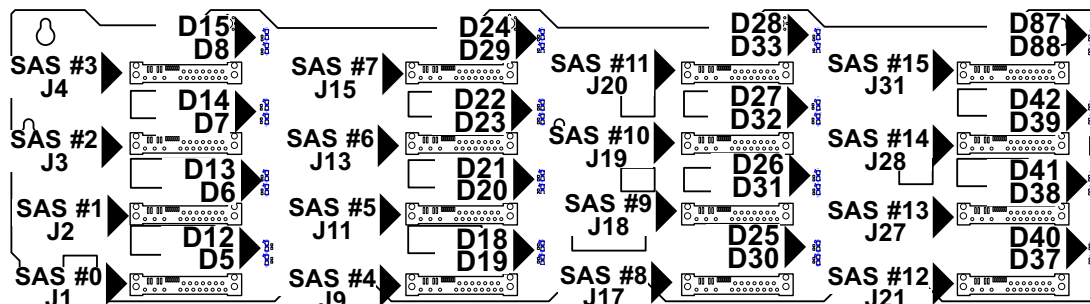 D15
D8
SAS #3
J4
D14
D7
SAS #2
J3
D13
D6
SAS #1
J2
D12
D5
SAS #0
J1
D24
D29
SAS #7
J15
D22
D23
SAS #6
J13
D21
D20
SAS #5
J11
D18
D19
SAS #4
J9
D28
D33
SAS #11
J20
D27
D32
SAS #10
J19
D26
D31
SAS #9
J18
D25
D30
SAS #8
J17
D87
D88
SAS #15
J31
D42
D39
SAS #14
J28
D41
D38
SAS #13
J27
D40
D37
SAS #12
J21